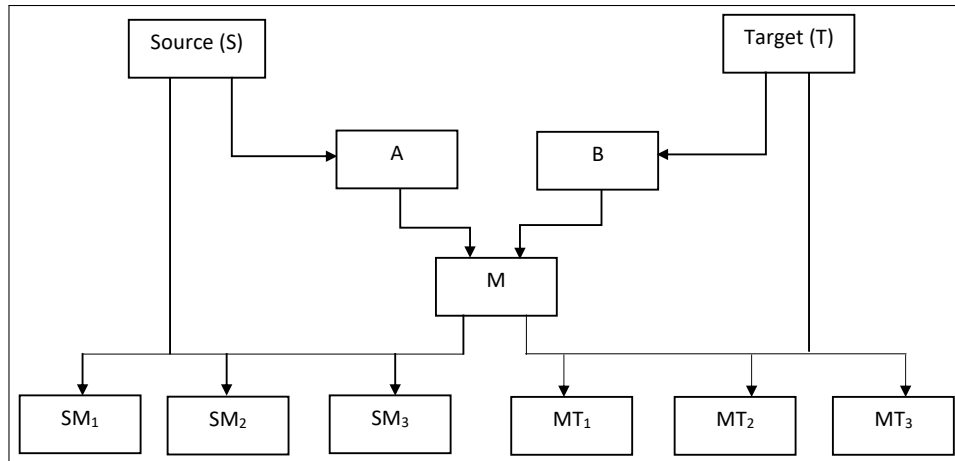 Source (S)
Target (T)
A
B
M
SM₁
SM₂
SM₃
MT₁
MT₂
MT₃